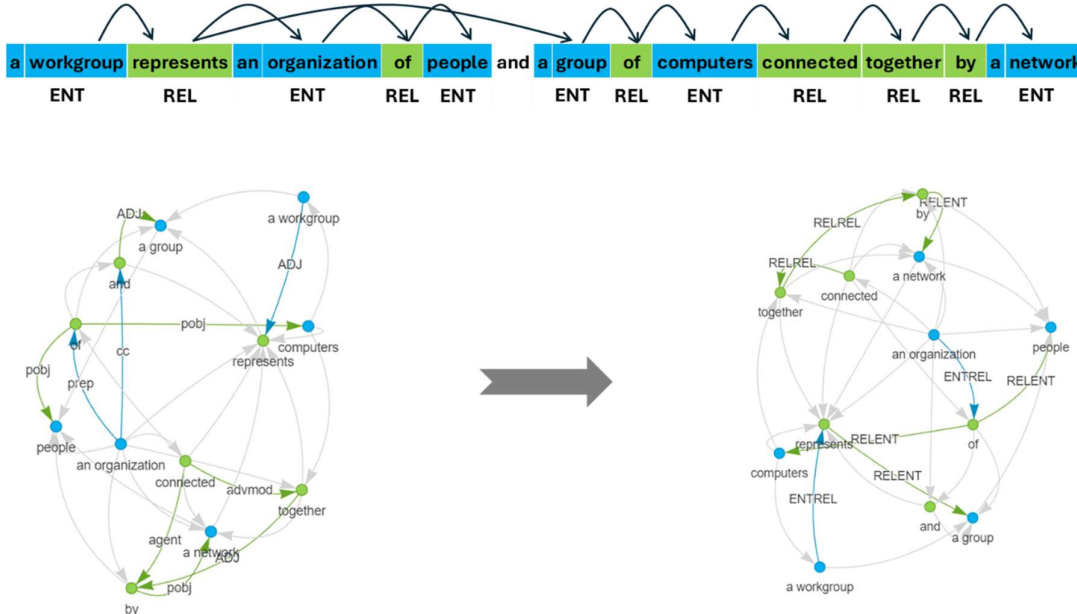 a workgroup represents an organization of people and a group of computers connected together by a network
ENT REL ENT REL ENT ENT REL ENT REL REL REL ENT
ADJ
a group
a workgroup
and
ADJ
pobj
of
cc
computers
represents
pobj
prep
people
an organization
connected
advmod
together
agent
a network
ADJ
pobj
by
RELENT
by
RELREL
RELREL
a network
connected
together
people
an organization
ENTREL
RELENT
represents
RELENT
of
computers
RELENT
ENTREL
and
a group
a workgroup